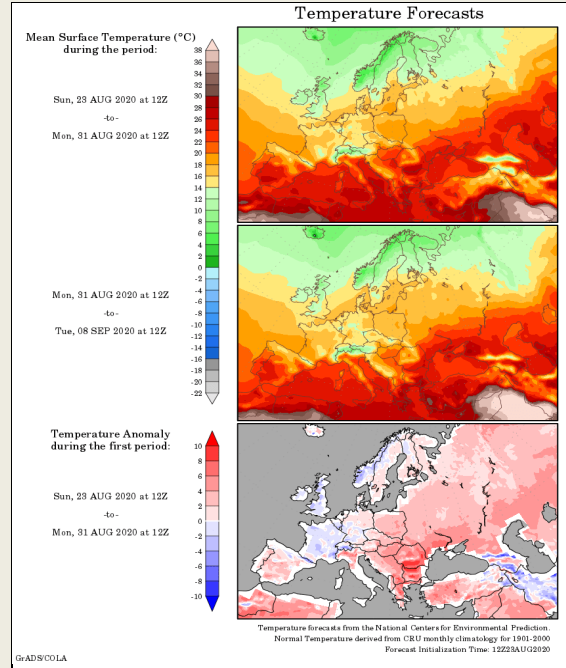 Temperature Forecasts
Mean Surface Temperature (°C)
during the period:
Sun, 23 AUG 2020 at 12Z
-to-
Mon, 31 AUG 2020 at 12Z
38
36
34
32
30
28
26
24
22
20
18
16
14
12
10
8
6
4
2
0
-2
-4
-6
-8
-10
-12
-14
-16
-18
-20
-22
Mon, 31 AUG 2020 at 12Z
-to-
Tue, 08 SEP 2020 at 12Z
Temperature Anomaly
during the first period:
Sun, 23 AUG 2020 at 12Z
-to-
Mon, 31 AUG 2020 at 12Z
10
8
6
4
2
0
-2
-4
-6
-8
-10
Temperature forecasts from the National Centers for Environmental Prediction.
Normal Temperature derived from CRU monthly climatology for 1901-2000
Forecast Initialization Time: 12Z23AUG2020
GrADS/COLA